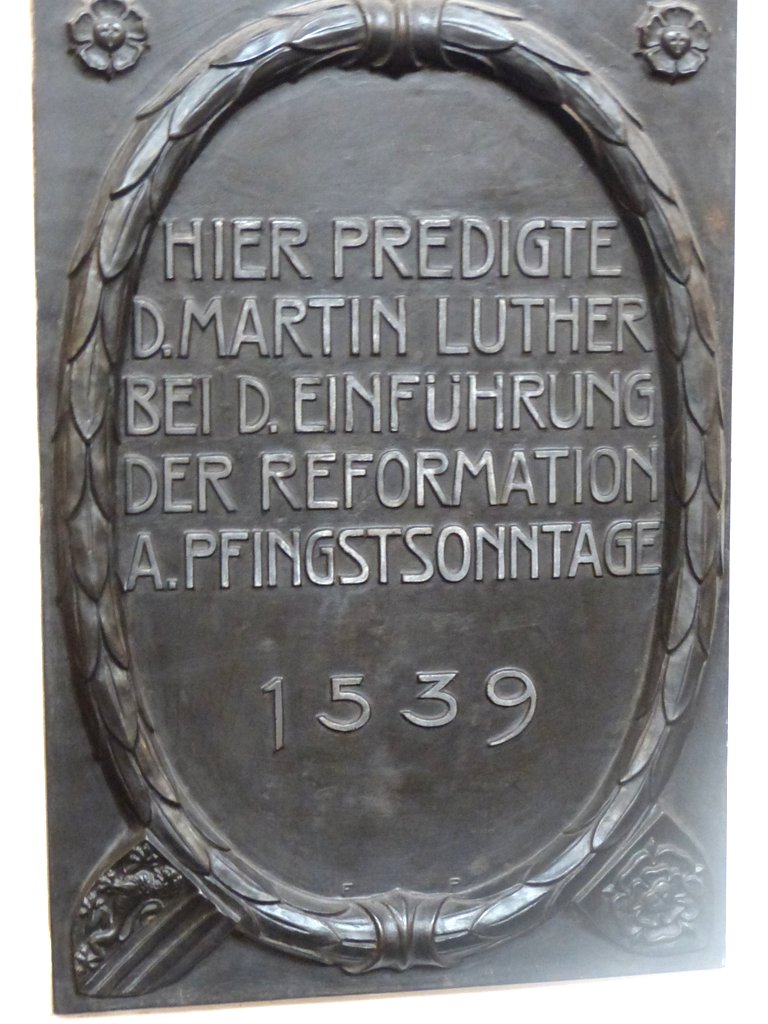 HIER PREDIGTE
D. MARTIN LUTHER
BEI D. EINFÜHRUNG
DER REFORMATION
A. PFINGSTSONNTAGE
1539
F P